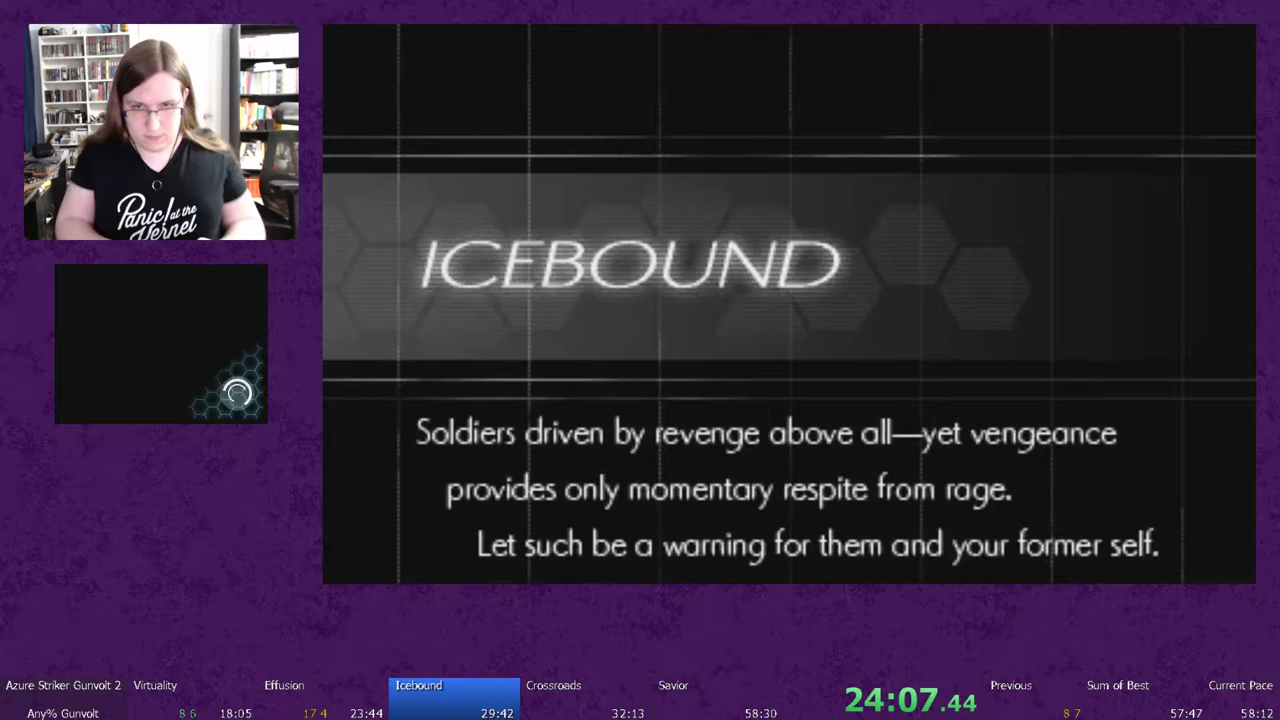 Panic! at the
Kernel
ICEBOUND
Soldiers driven by revenge above all—yet vengeance
provides only momentary respite from rage.
Let such be a warning for them and your former self.
Azure Striker Gunvolt 2
Any% Gunvolt
Virtuality
8 6 18:05
Effusion
17 4 23:44
Icebound
29:42
Crossroads
32:13
Savior
58:30
24:07.44
Previous
8 7
Sum of Best
57:47
Current Pace
58:12